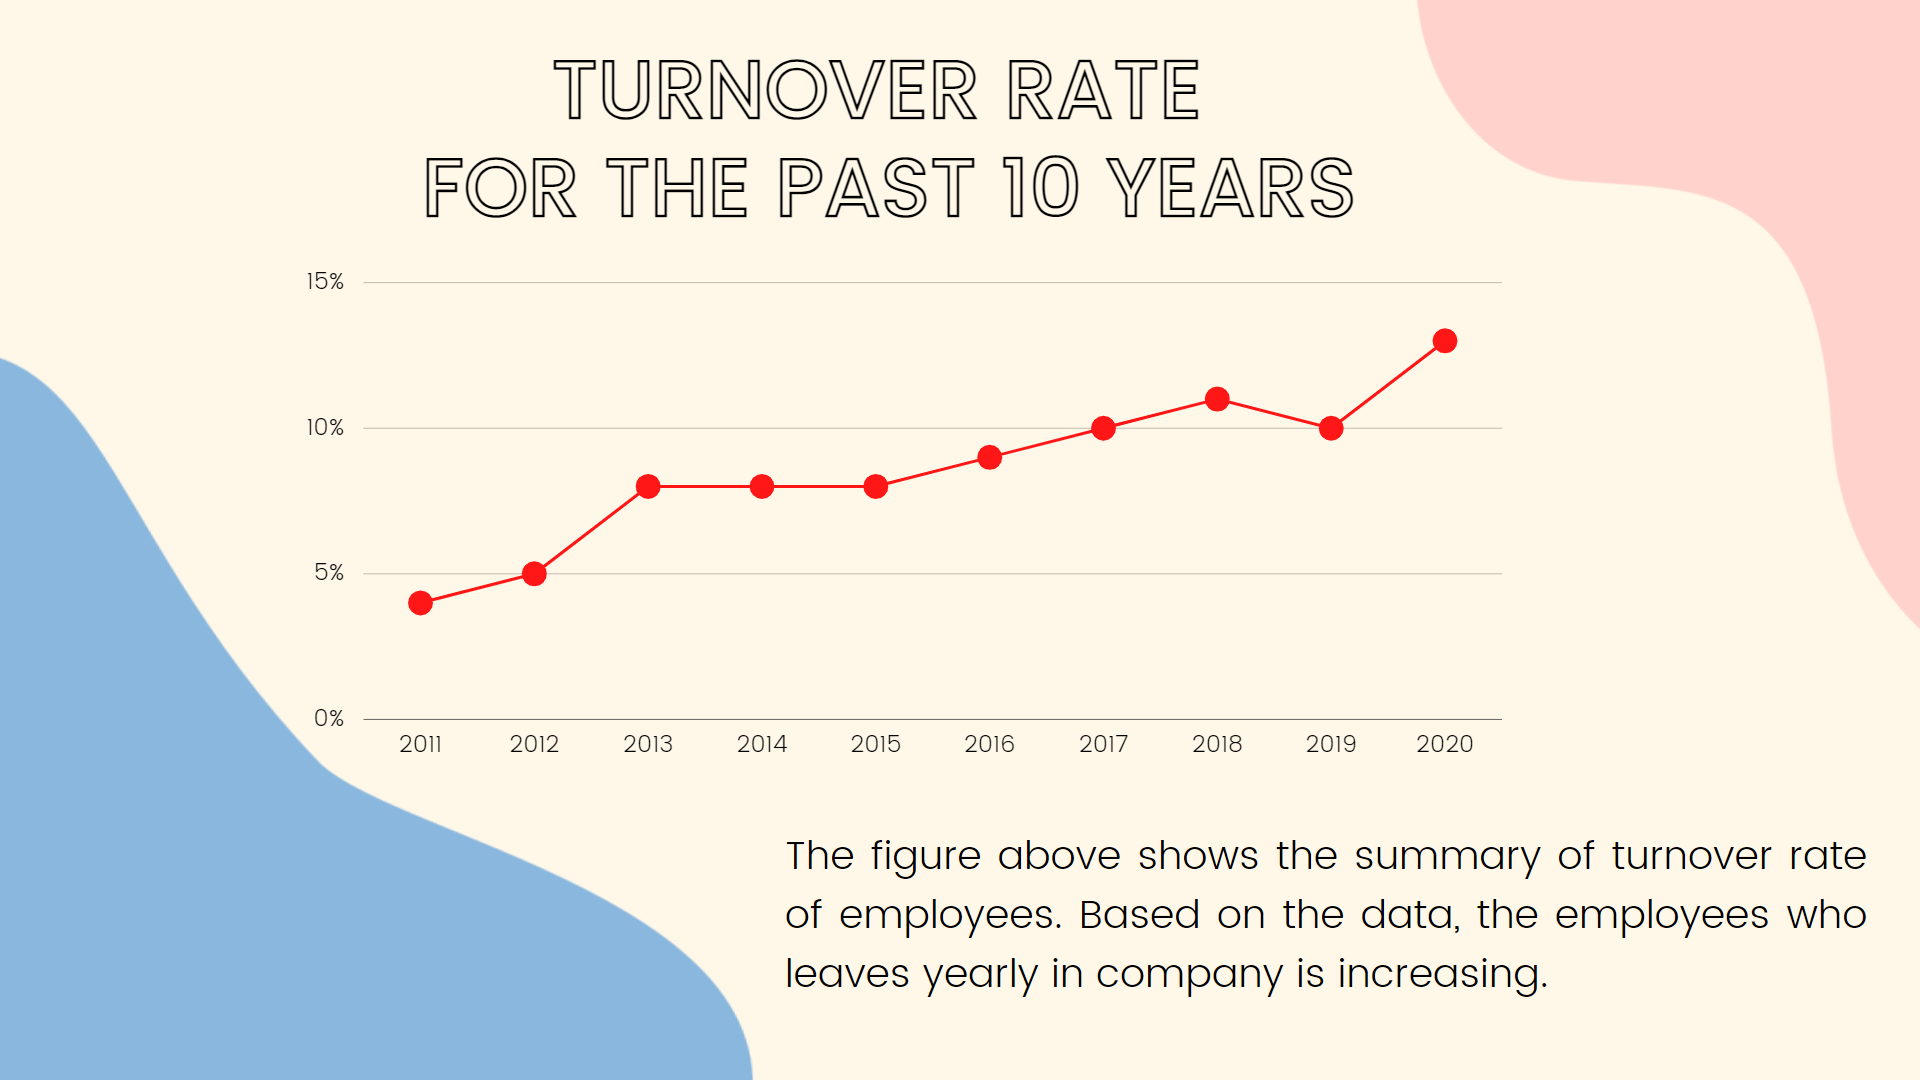 TURNOVER RATE
FOR THE PAST 10 YEARS
15%
10%
5%
0%
2011 2012 2013 2014 2015 2016 2017 2018 2019 2020
The figure above shows the summary of turnover rate
of employees. Based on the data, the employees who
leaves yearly in company is increasing.